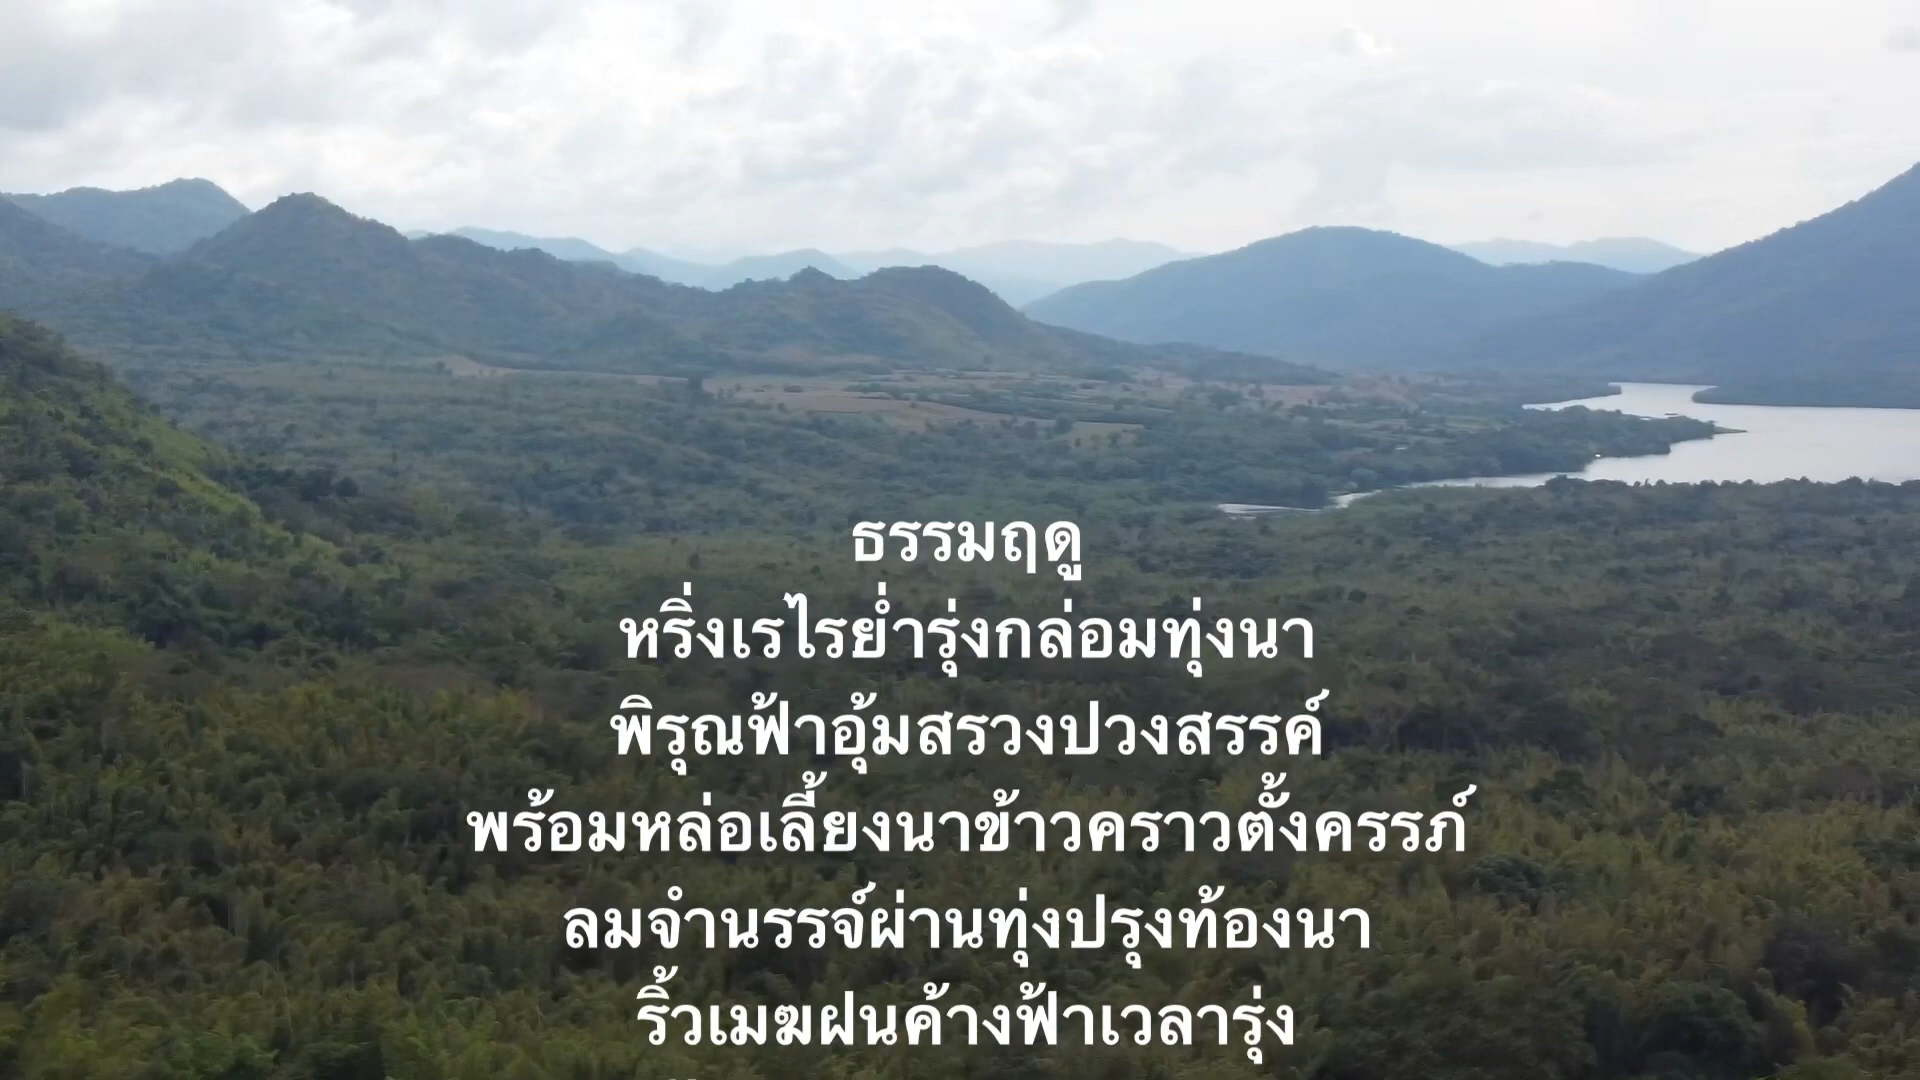 ธรรมฤดู
หริ่งเรไรย่ำรุ่งกล่อมทุ่งนา
พิรุณฟ้าอุ้มสรวงปวงสรรค์
พร้อมหล่อเลี้ยงนาข้าวคราวตั้งครรภ์
ลมจำนรรจ์ผ่านทุ่งปรุงท้องนา
ริ้วเมฆฝนค้างฟ้าเวลารุ่ง